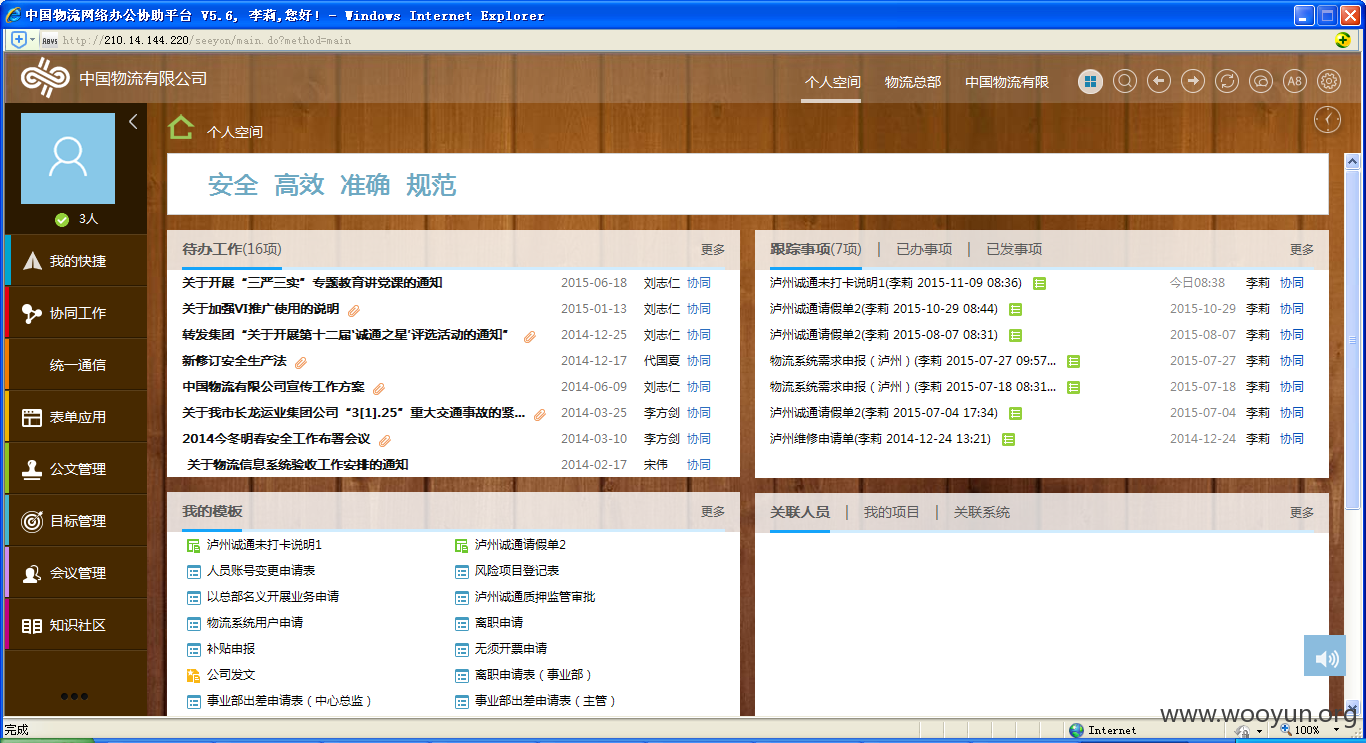 中国物流网络办公协助平台 V5.6, 李莉,您好! - Windows Internet Explorer
http://210.14.144.220/seeyon/main.do?method=main
中国物流有限公司
个人空间 物流总部 中国物流有限 A8
个人空间
安全 高效 准确 规范
3人
我的快捷
协同工作
统一通信
表单应用
公文管理
目标管理
会议管理
知识社区
待办工作(16项) 更多
关于开展“三严三实”专题教育讲党课的通知 2015-06-18 刘志仁 协同
关于加强VI推广使用的说明 2015-01-13 刘志仁 协同
转发集团“关于开展第十二届‘诚通之星’评选活动的通知” 2014-12-25 刘志仁 协同
新修订安全生产法 2014-12-17 代国夏 协同
中国物流有限公司宣传工作方案 2014-06-09 刘志仁 协同
关于我市长龙运业集团公司“3[1].25”重大交通事故的紧... 2014-03-25 李方剑 协同
2014今冬明春安全工作布署会议 2014-03-10 李方剑 协同
关于物流信息系统验收工作安排的通知 2014-02-17 宋伟 协同
跟踪事项(7项) | 已办事项 | 已发事项 更多
泸州诚通未打卡说明1(李莉 2015-11-09 08:36) 今日08:38 李莉 协同
泸州诚通请假单2(李莉 2015-10-29 08:44) 2015-10-29 李莉 协同
泸州诚通请假单2(李莉 2015-08-07 08:31) 2015-08-07 李莉 协同
物流系统需求申报（泸州）(李莉 2015-07-27 09:57... 2015-07-27 李莉 协同
物流系统需求申报（泸州）(李莉 2015-07-18 08:31... 2015-07-18 李莉 协同
泸州诚通请假单2(李莉 2015-07-04 17:34) 2015-07-04 李莉 协同
泸州维修申请单(李莉 2014-12-24 13:21) 2014-12-24 李莉 协同
我的模板 更多
泸州诚通未打卡说明1 泸州诚通请假单2
人员账号变更申请表 风险项目登记表
以总部名义开展业务申请 泸州诚通质押监管审批
物流系统用户申请 离职申请
补贴申报 无须开票申请
公司发文 离职申请表（事业部）
事业部出差申请表（中心总监） 事业部出差申请表（主管）
关联人员 | 我的项目 | 关联系统 更多
www.wooyun.org
完成 Internet 100%